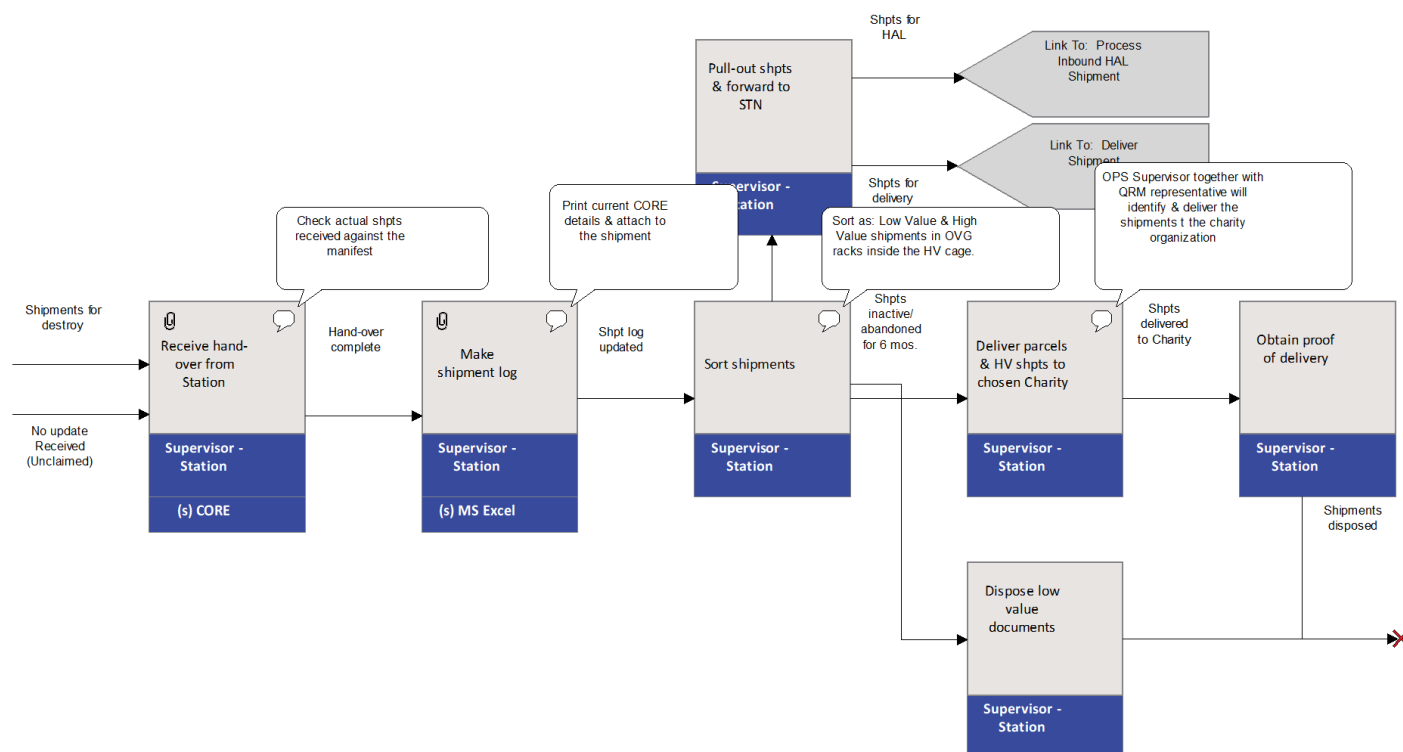 Shpts for
HAL
Pull-out shpts
& forward to
STN
Supervisor -
Station
Link To:  Process
Inbound HAL
Shipment
Link To:  Deliver
Shipment
Shpts for
delivery
Check actual shpts
received against the
manifest
Print current CORE
details & attach to
the shipment
Sort as: Low Value & High
Value shipments in OVG
racks inside the HV cage.
OPS Supervisor together with
QRM representative will
identify & deliver the
shipments t the charity
organization
Shipments for
destroy
Receive hand-
over from
Station
Supervisor -
Station
(s) CORE
No update
Received
(Unclaimed)
Hand-over
complete
Make
shipment log
Supervisor -
Station
(s) MS Excel
Shpt log
updated
Sort shipments
Supervisor -
Station
Shpts
inactive/
abandoned
for 6 mos.
Deliver parcels
& HV shpts to
chosen Charity
Supervisor -
Station
Shpts
delivered
to Charity
Obtain proof
of delivery
Supervisor -
Station
Shipments
disposed
Dispose low
value
documents
Supervisor -
Station